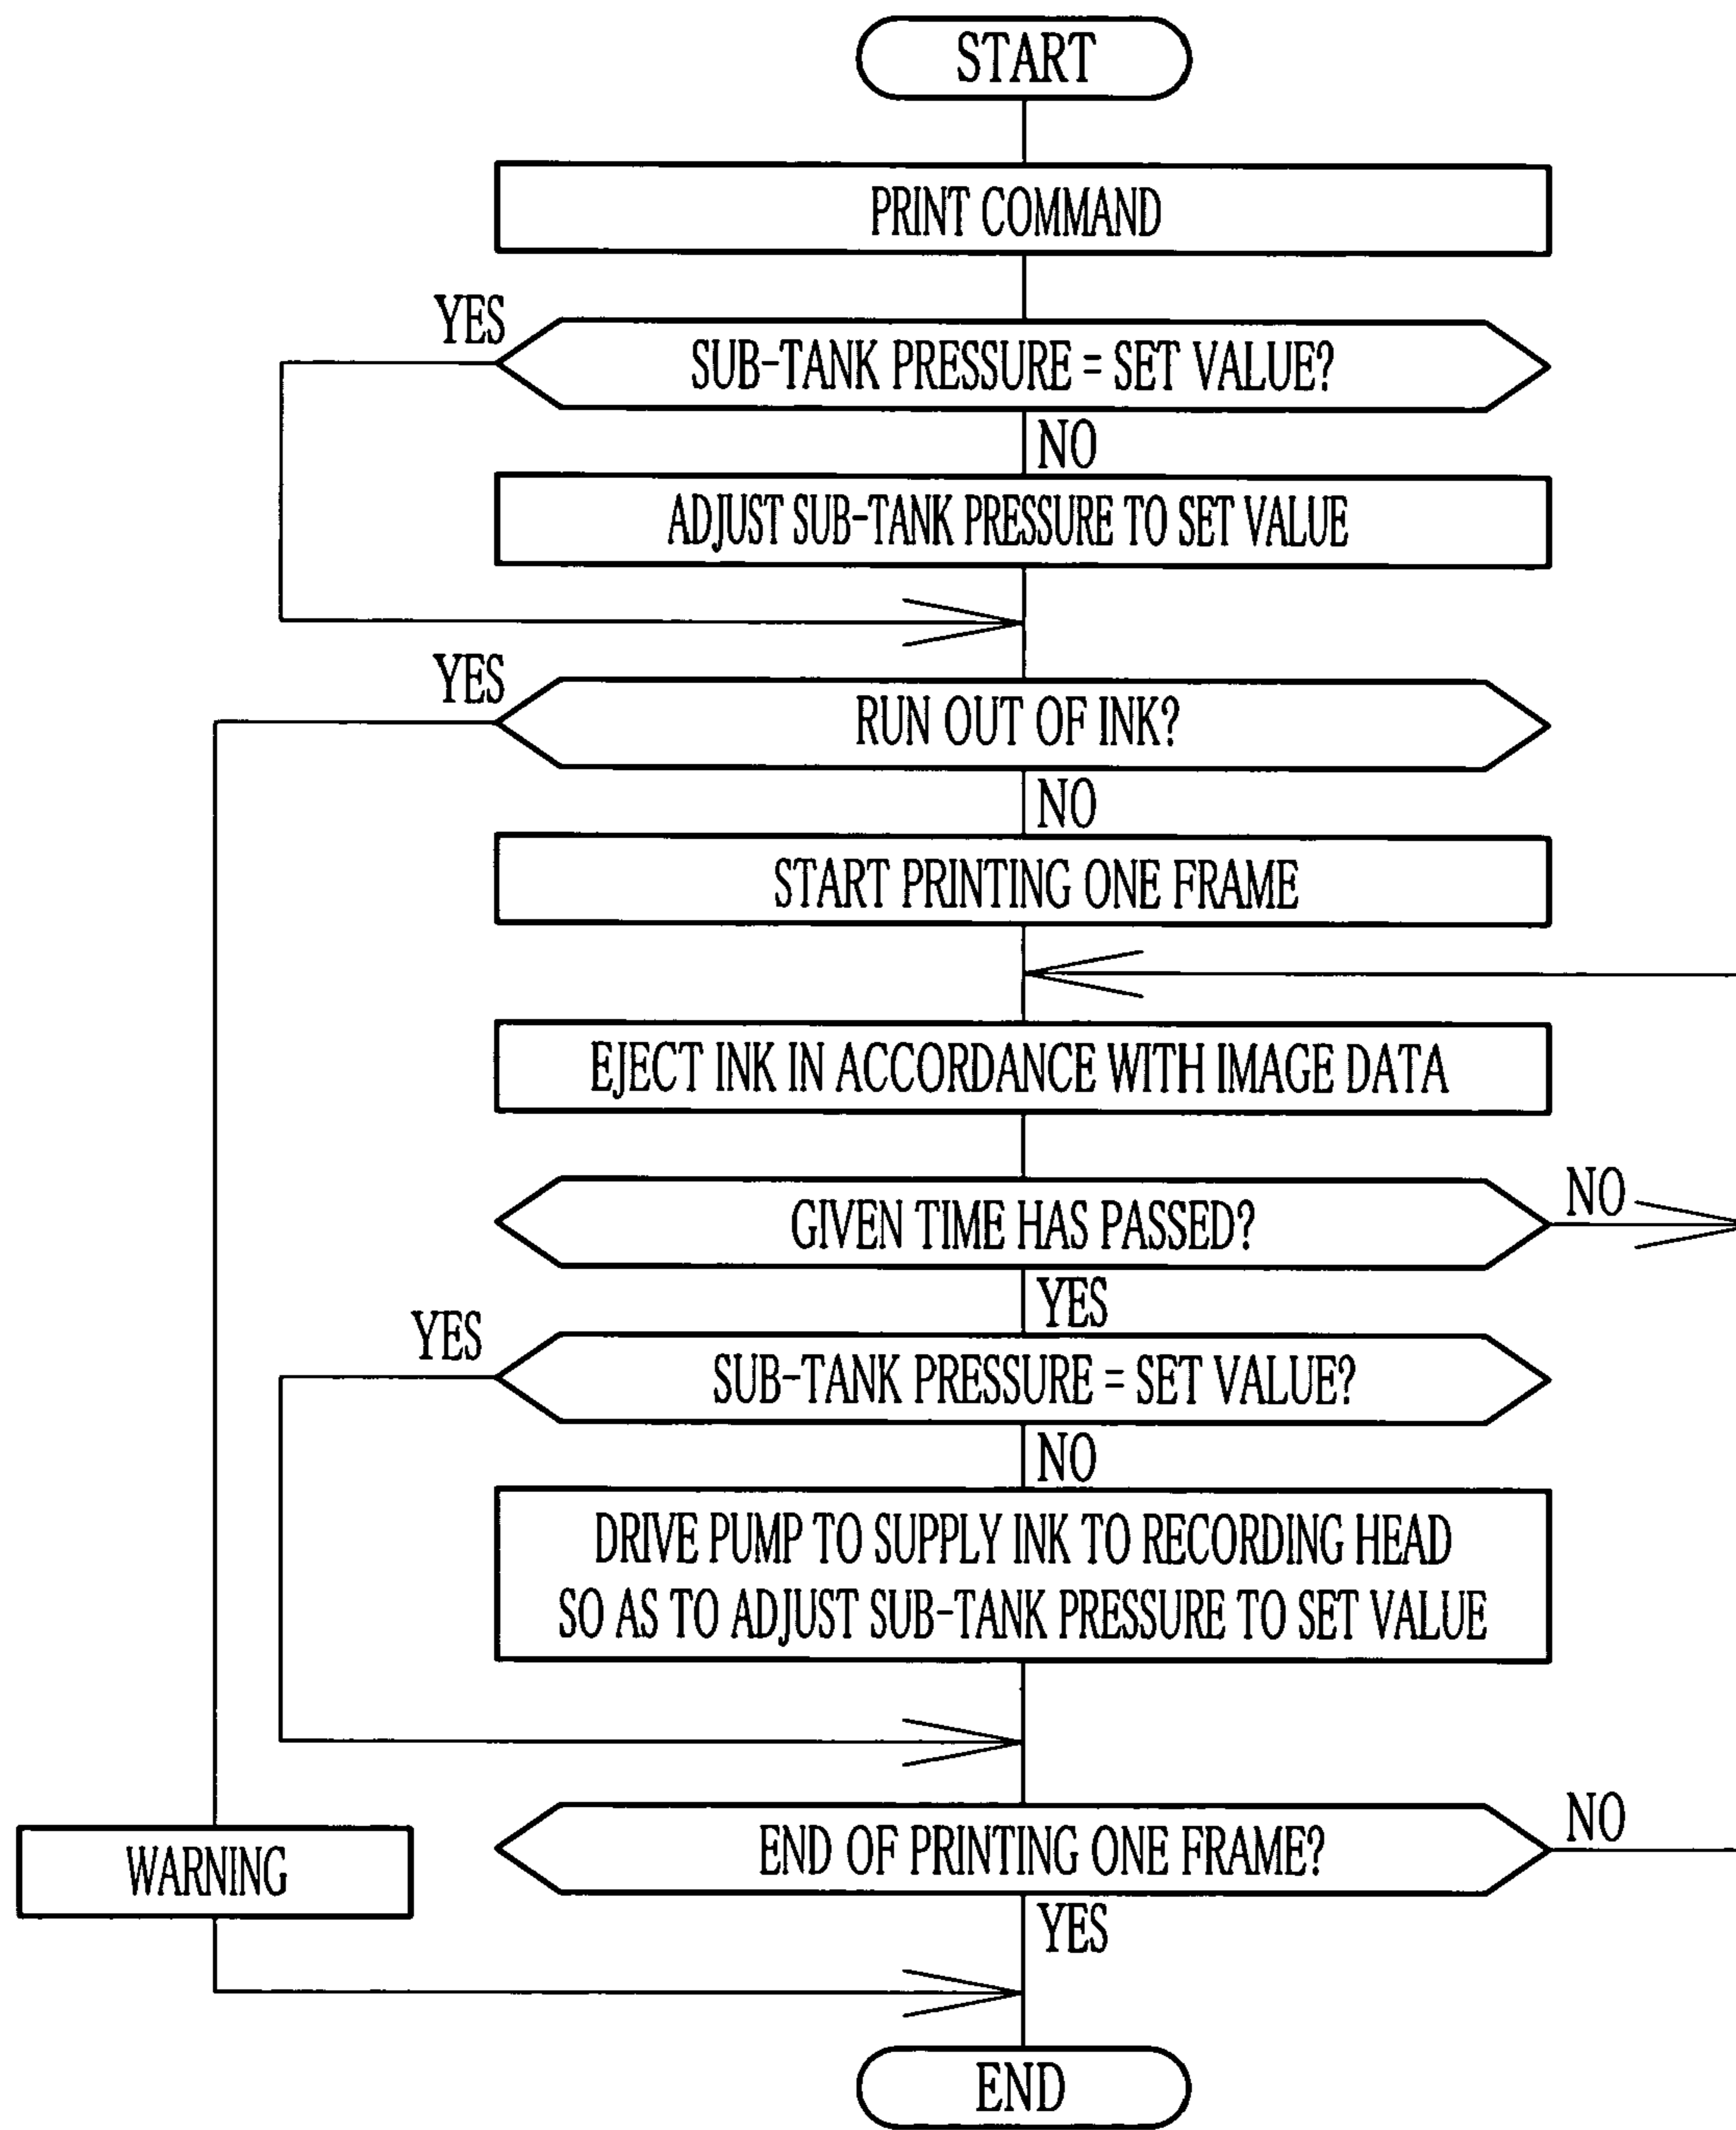 START
PRINT COMMAND
YES
SUB-TANK PRESSURE = SET VALUE?
NO
ADJUST SUB-TANK PRESSURE TO SET VALUE
YES
RUN OUT OF INK?
NO
START PRINTING ONE FRAME
EJECT INK IN ACCORDANCE WITH IMAGE DATA
GIVEN TIME HAS PASSED?
NO
YES
YES
SUB-TANK PRESSURE = SET VALUE?
NO
DRIVE PUMP TO SUPPLY INK TO RECORDING HEAD
SO AS TO ADJUST SUB-TANK PRESSURE TO SET VALUE
END OF PRINTING ONE FRAME?
NO
WARNING
YES
END